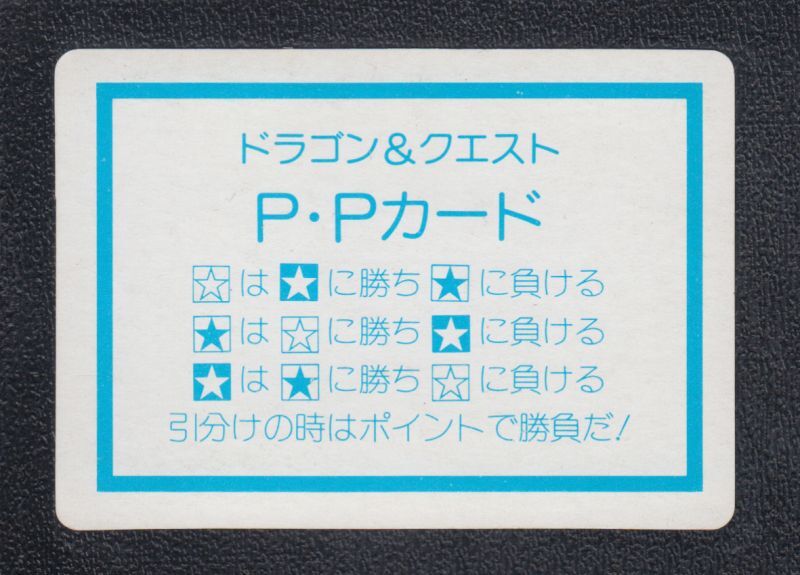 ドラゴン&クエスト
P・Pカード
☆は★に勝ち★に負ける
★は☆に勝ち★に負ける
★は★に勝ち☆に負ける
引分けの時はポイントで勝負だ!